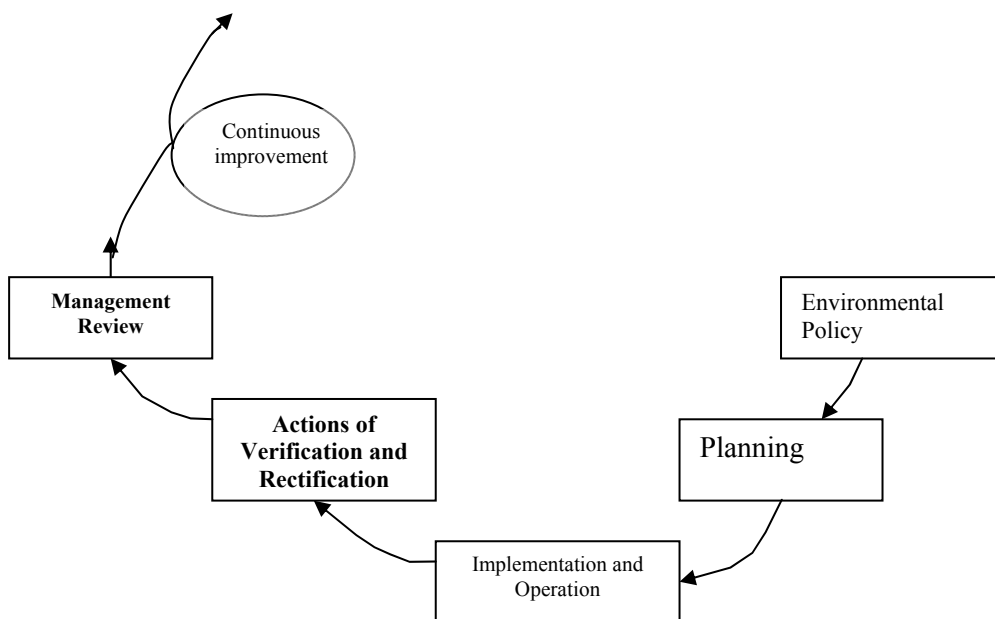 Continuous
improvement
Management
Review
Environmental
Policy
Actions of
Verification and
Rectification
Planning
Implementation and
Operation